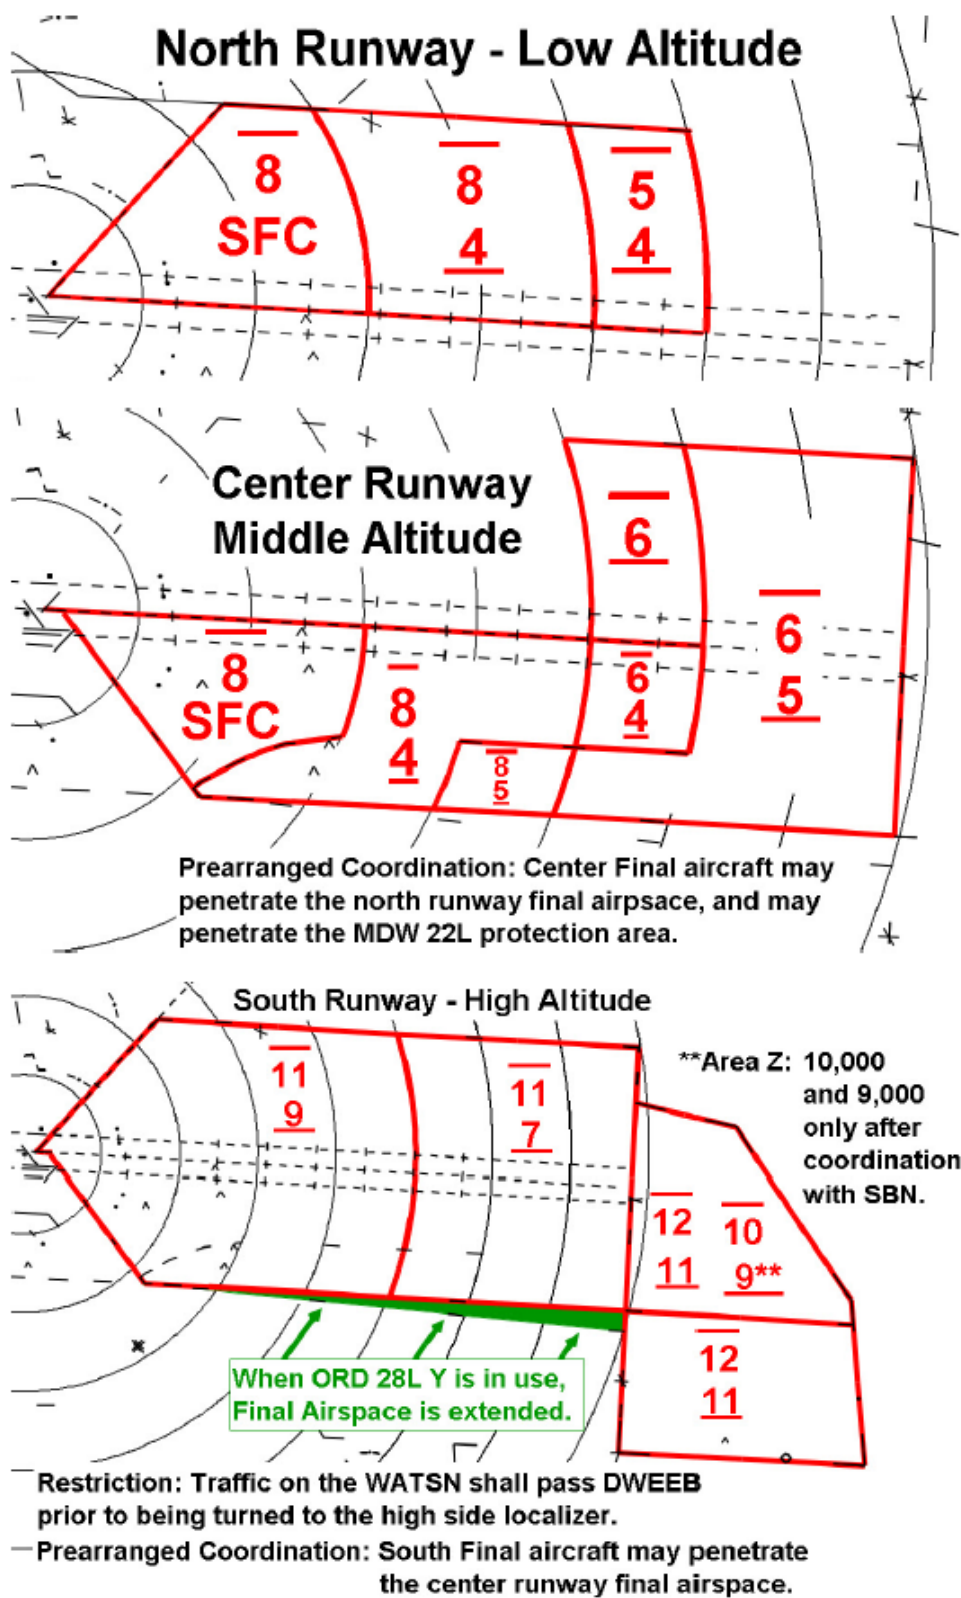 North Runway - Low Altitude
8
SFC
8
4
5
4
Center Runway
Middle Altitude
6
8
SFC
8
4
8
5
6
4
6
5
Prearranged Coordination: Center Final aircraft may
penetrate the north runway final airpsace, and may
penetrate the MDW 22L protection area.
South Runway - High Altitude
11
9
11
7
**Area Z: 10,000
and 9,000
only after
coordination
with SBN.
12
11
10
9**
12
11
When ORD 28L Y is in use,
Final Airspace is extended.
Restriction: Traffic on the WATSN shall pass DWEEB
prior to being turned to the high side localizer.
Prearranged Coordination: South Final aircraft may penetrate
the center runway final airspace.